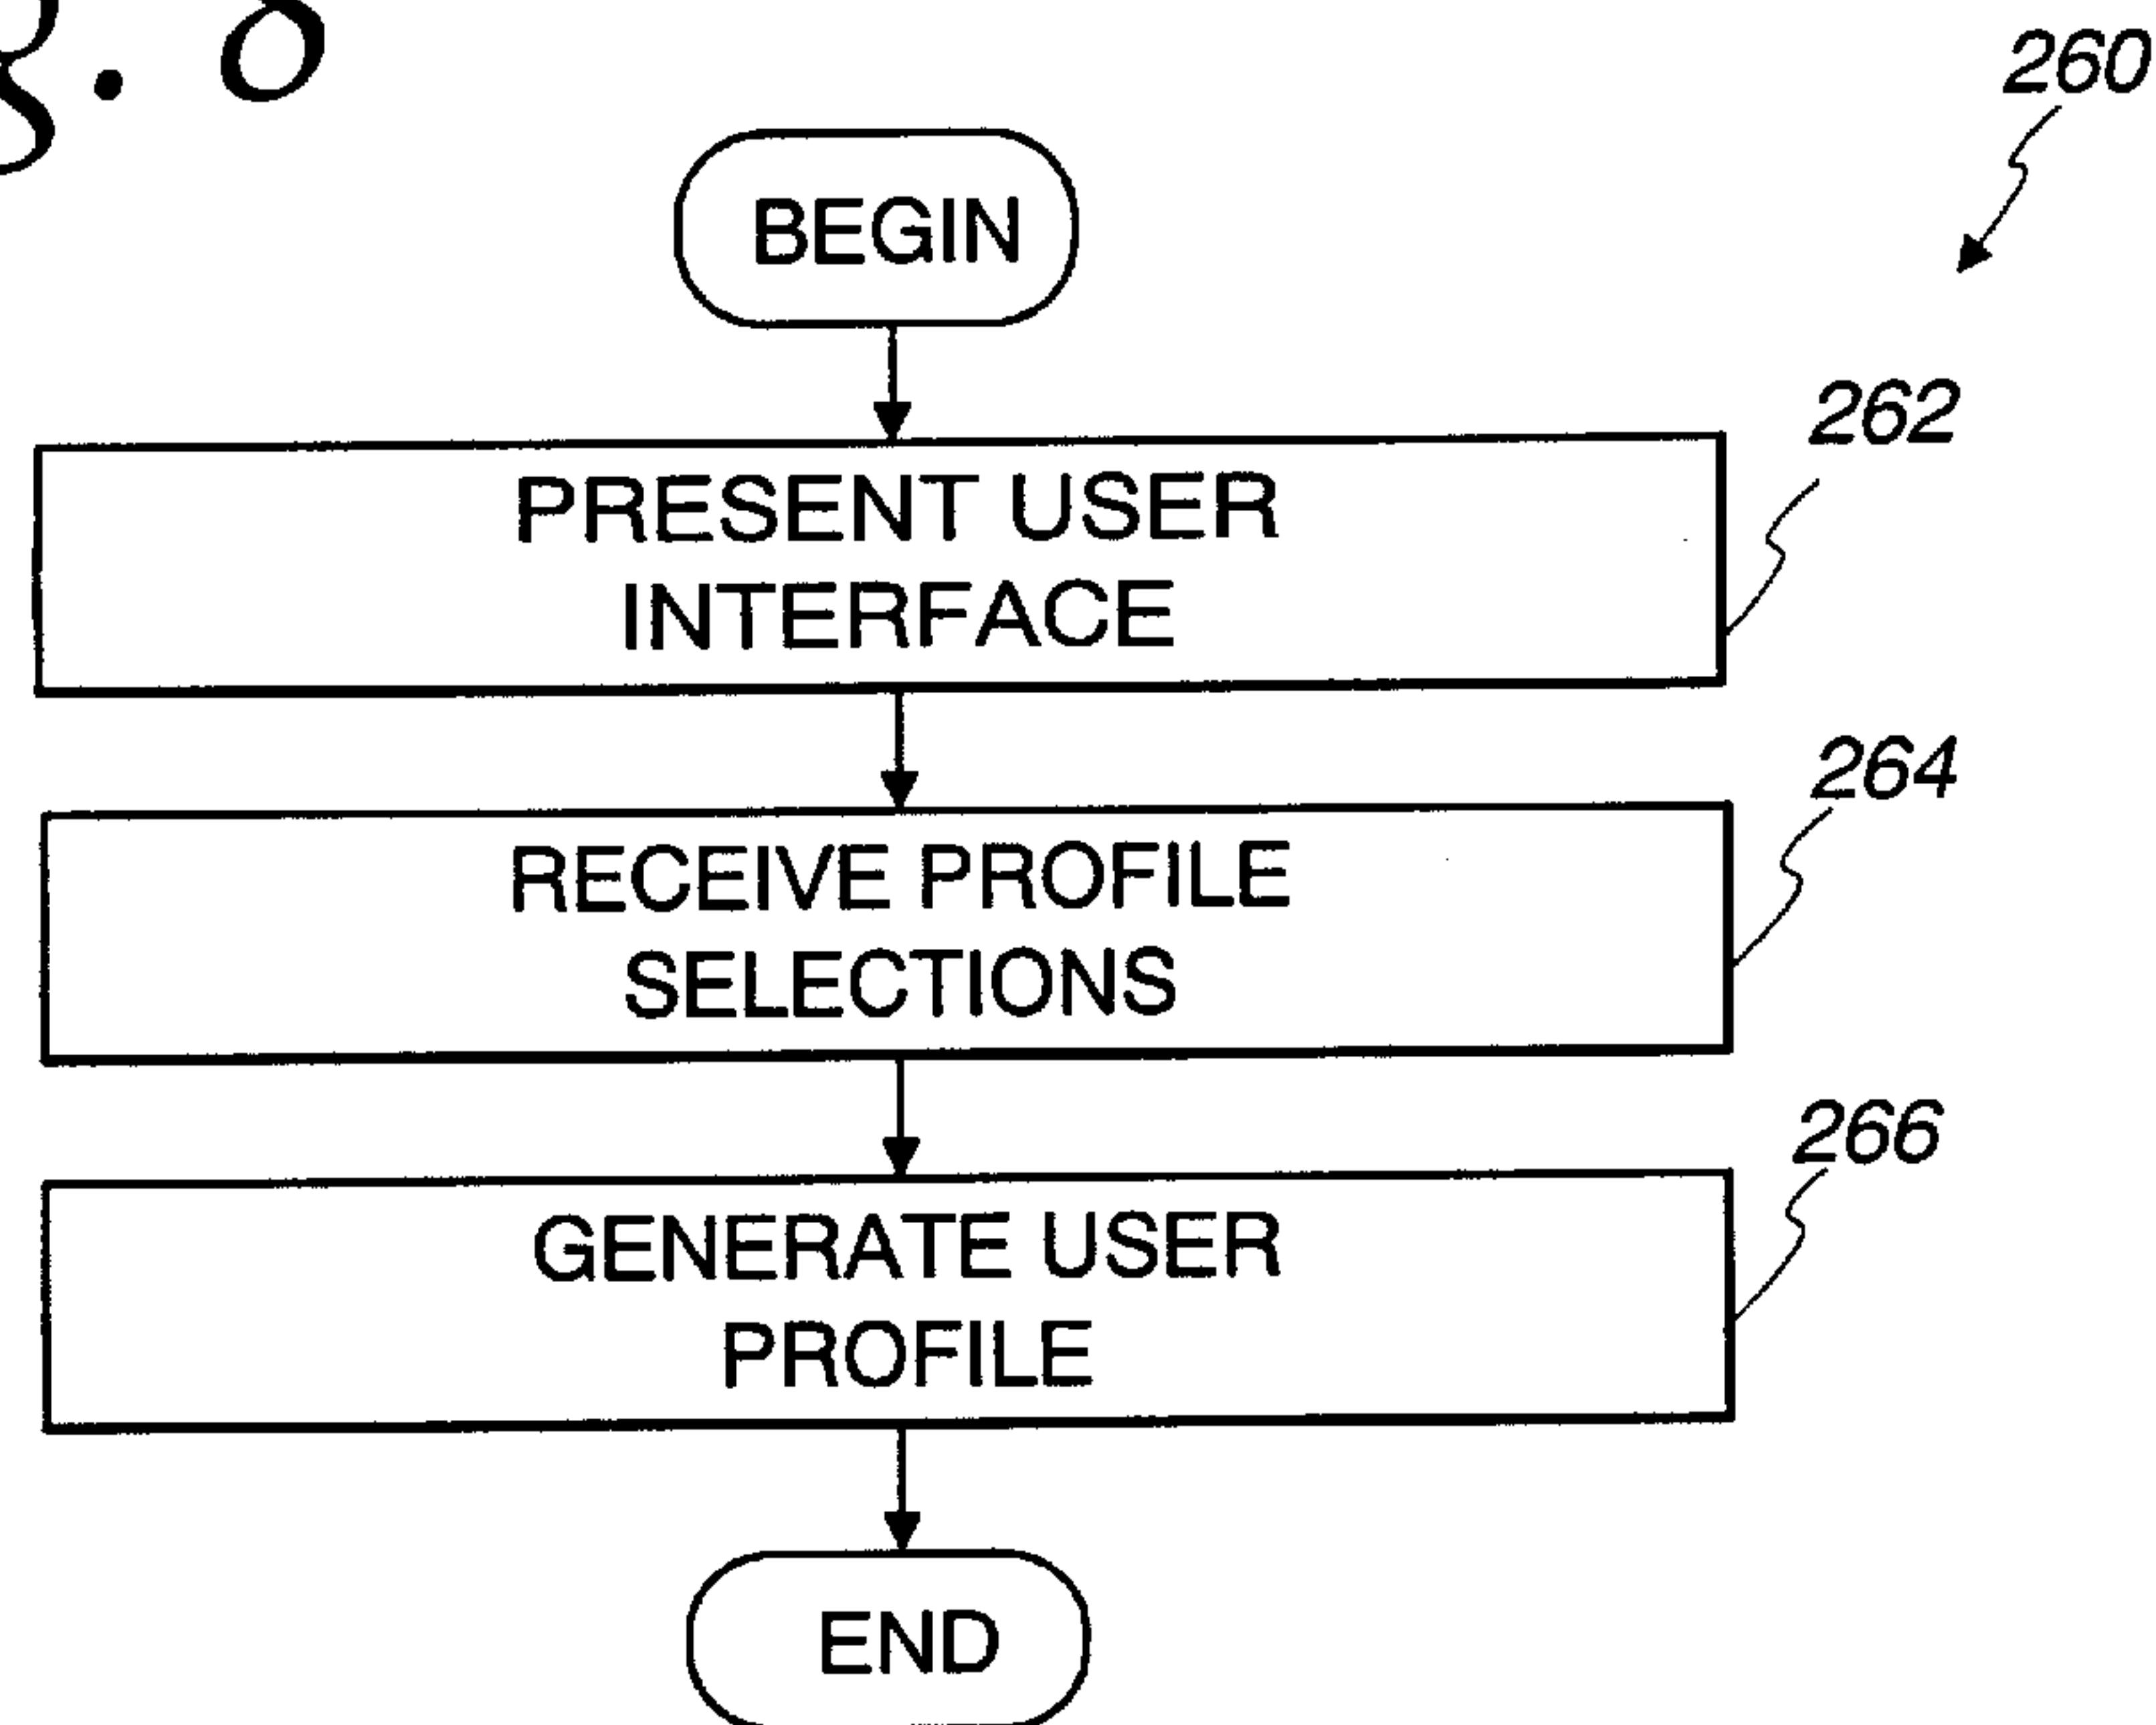 260
BEGIN
262
PRESENT USER
INTERFACE
264
RECEIVE PROFILE
SELECTIONS
266
GENERATE USER
PROFILE
END